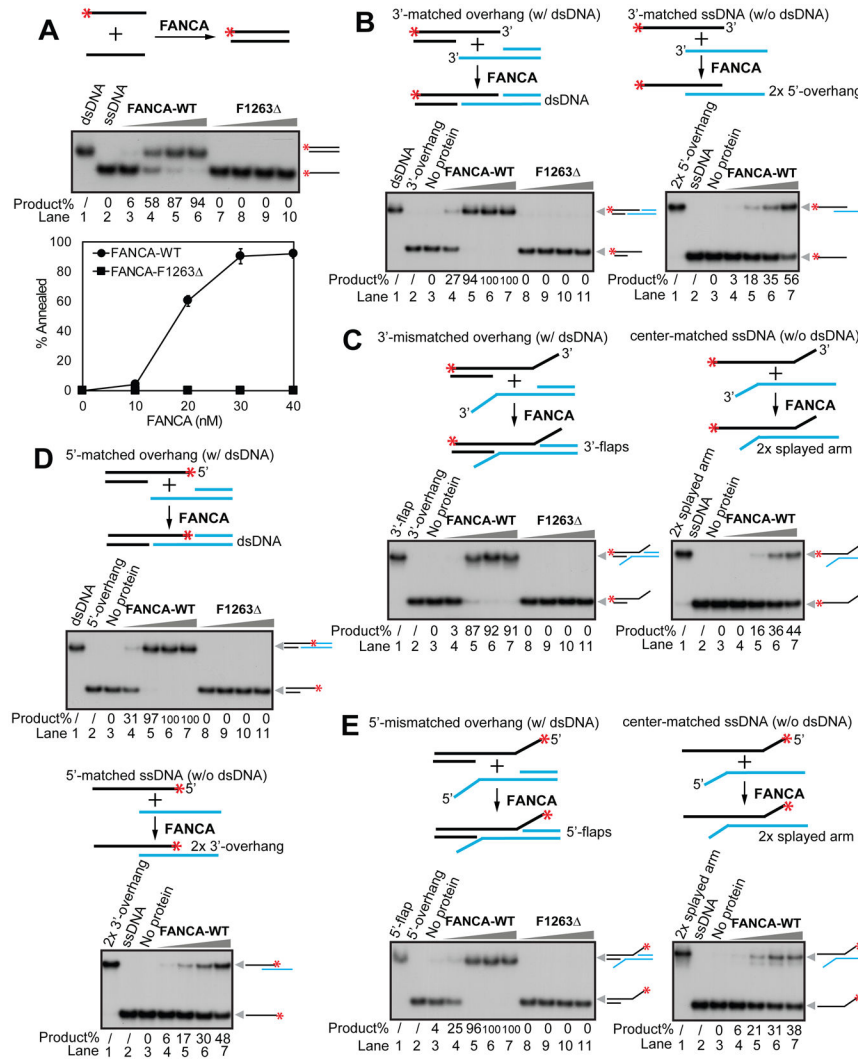 A
FANCA
dsDNA
ssDNA
FANCA-WT
F1263Δ
Product% / 0 6 58 87 94 0 0 0 0
Lane 1 2 3 4 5 6 7 8 9 10
FANCA-WT
FANCA-F1263Δ
% Annealed
100
80
60
40
20
0
0 10 20 30 40
FANCA (nM)
B
3'-matched overhang (w/ dsDNA)
3'
3'
FANCA
dsDNA
dsDNA
3'-overhang
No protein
FANCA-WT
F1263Δ
Product% / / 0 27 94 100 100 0 0 0 0
Lane 1 2 3 4 5 6 7 8 9 10 11
3'-matched ssDNA (w/o dsDNA)
3'
3'
FANCA
2x 5'-overhang
2x 5'-overhang
ssDNA
No protein
FANCA-WT
Product% / / 0 3 18 35 56
Lane 1 2 3 4 5 6 7
C
3'-mismatched overhang (w/ dsDNA)
3'
3'
FANCA
3'-flaps
3'-flap
3'-overhang
No protein
FANCA-WT
F1263Δ
Product% / / 0 3 87 92 91 0 0 0 0
Lane 1 2 3 4 5 6 7 8 9 10 11
center-matched ssDNA (w/o dsDNA)
3'
3'
FANCA
2x splayed arm
2x splayed arm
ssDNA
No protein
FANCA-WT
Product% / / 0 0 16 36 44
Lane 1 2 3 4 5 6 7
D
5'-matched overhang (w/ dsDNA)
5'
FANCA
dsDNA
dsDNA
5'-overhang
No protein
FANCA-WT
F1263Δ
Product% / / 0 31 97 100 100 0 0 0 0
Lane 1 2 3 4 5 6 7 8 9 10 11
5'-matched ssDNA (w/o dsDNA)
5'
FANCA
2x 3'-overhang
2x 3'-overhang
ssDNA
No protein
FANCA-WT
Product% / / 0 6 17 30 48
Lane 1 2 3 4 5 6 7
E
5'-mismatched overhang (w/ dsDNA)
5'
5'
FANCA
5'-flaps
5'-flap
5'-overhang
No protein
FANCA-WT
F1263Δ
Product% / / 4 25 96 100 100 0 0 0 0
Lane 1 2 3 4 5 6 7 8 9 10 11
center-matched ssDNA (w/o dsDNA)
5'
5'
FANCA
2x splayed arm
2x splayed arm
ssDNA
No protein
FANCA-WT
Product% / / 0 6 21 31 38
Lane 1 2 3 4 5 6 7